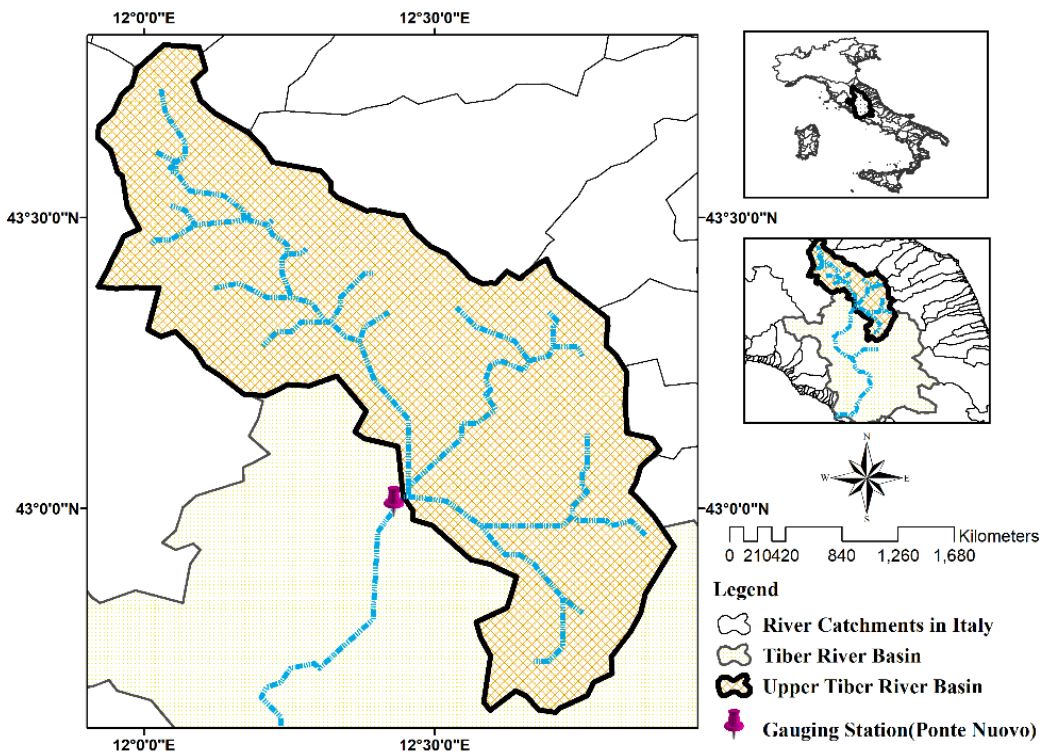 12°0'0"E
12°30'0"E
43°30'0"N
43°30'0"N
43°0'0"N
43°0'0"N
N
W
E
S
Kilometers
0 210420 840 1,260 1,680
Legend
River Catchments in Italy
Tiber River Basin
Upper Tiber River Basin
Gauging Station(Ponte Nuovo)
12°0'0"E
12°30'0"E